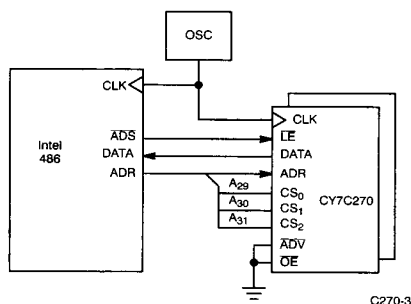 OSC
CLK
Intel
486
ADS
DATA
ADR
CLK
LE
DATA
ADR
A29
CS0
A30
CS1
A31
CS2
CY7C270
ADV
OE
C270-3